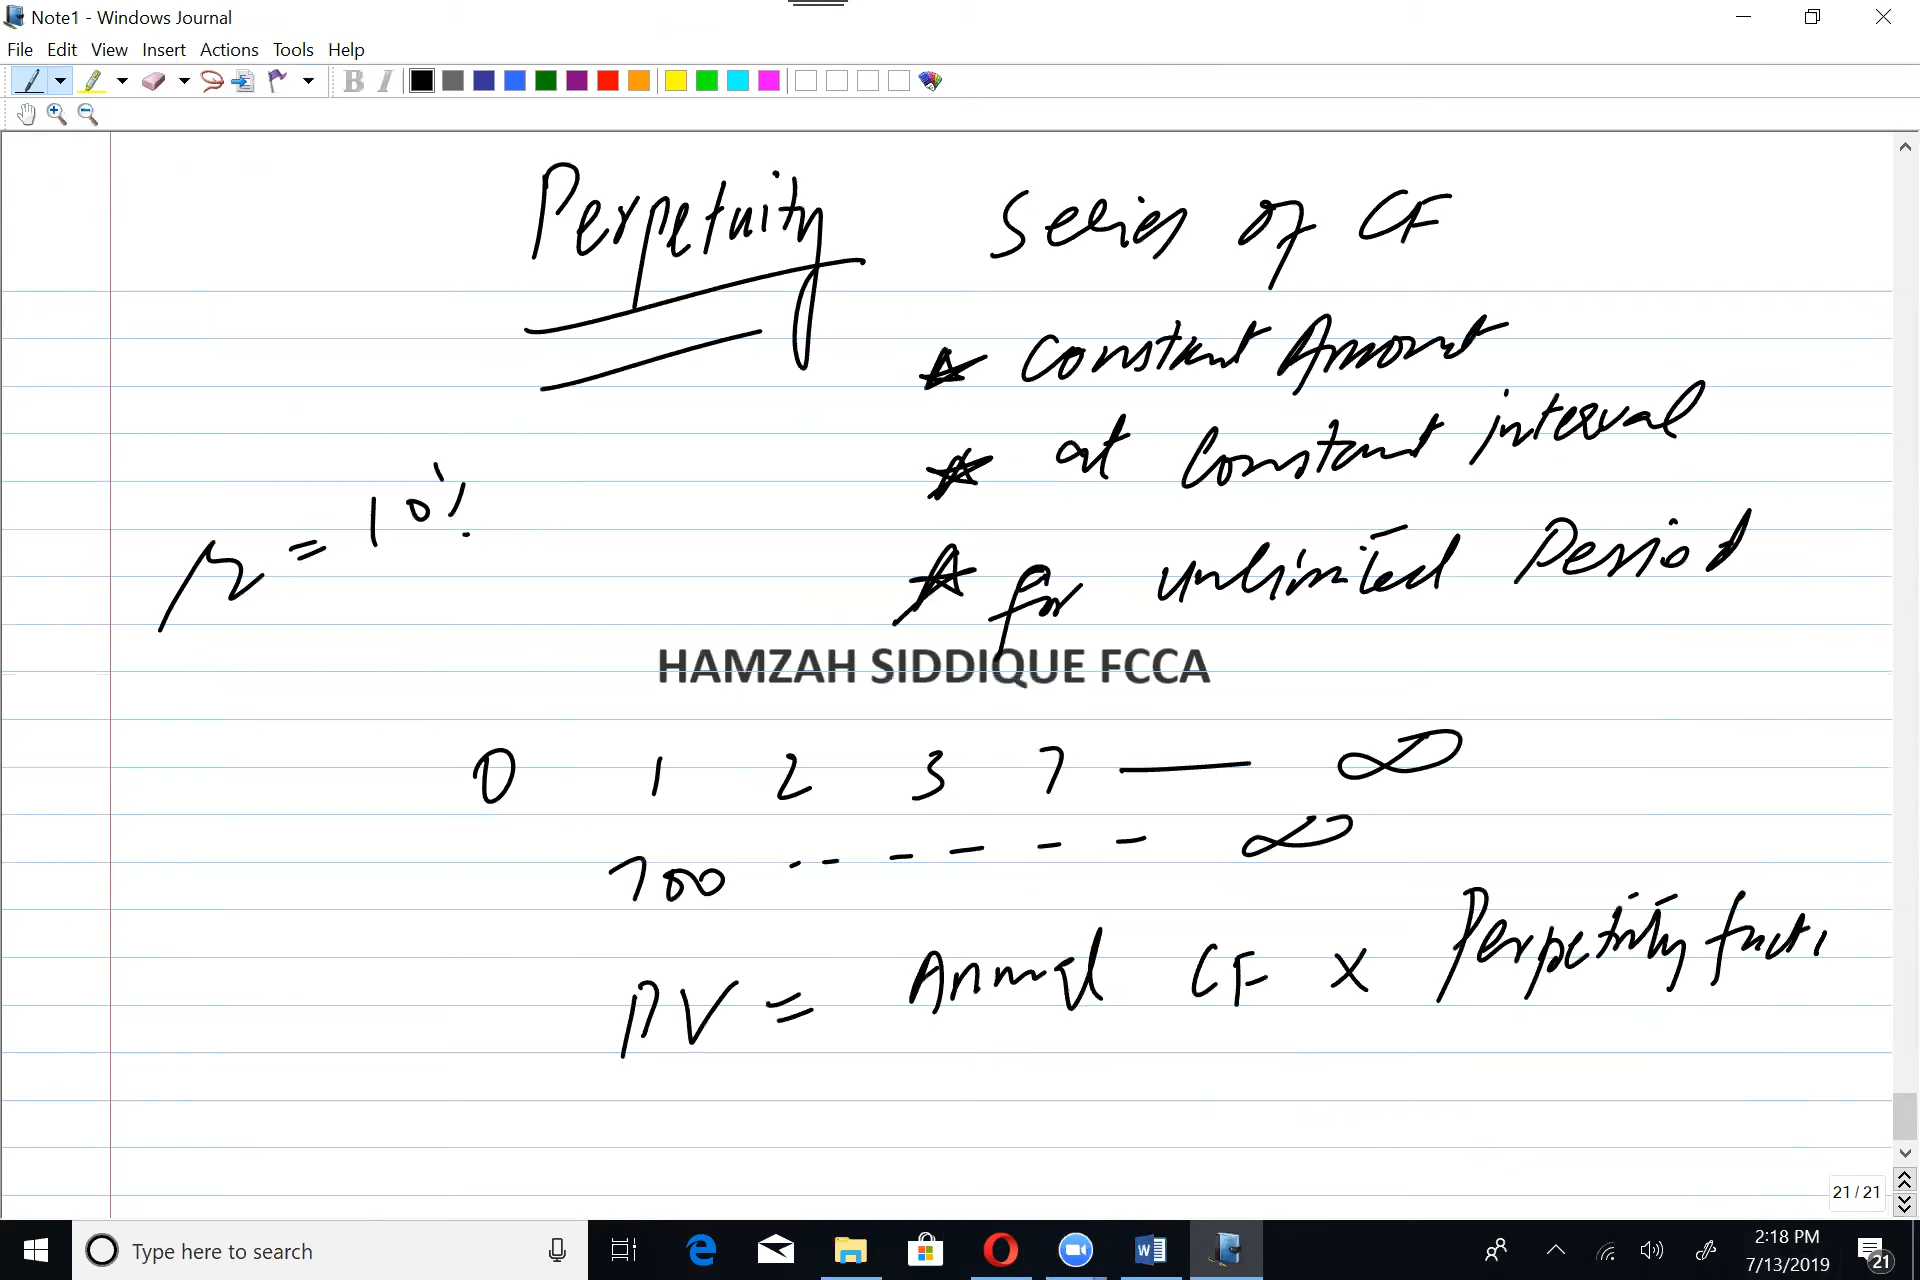 Note1 - Windows Journal
File Edit View Insert Actions Tools Help
B I
Perpetuity Series of CF
* Constant Amount
* at Constant interval
r = 10%
* for unlimited Period
HAMZAH SIDDIQUE FCCA
0 1 2 3 7 — ∞
700 - - - - - - ∞
PV = Annual CF x Perpetuity fact
21 / 21
Type here to search
2:18 PM
7/13/2019
21